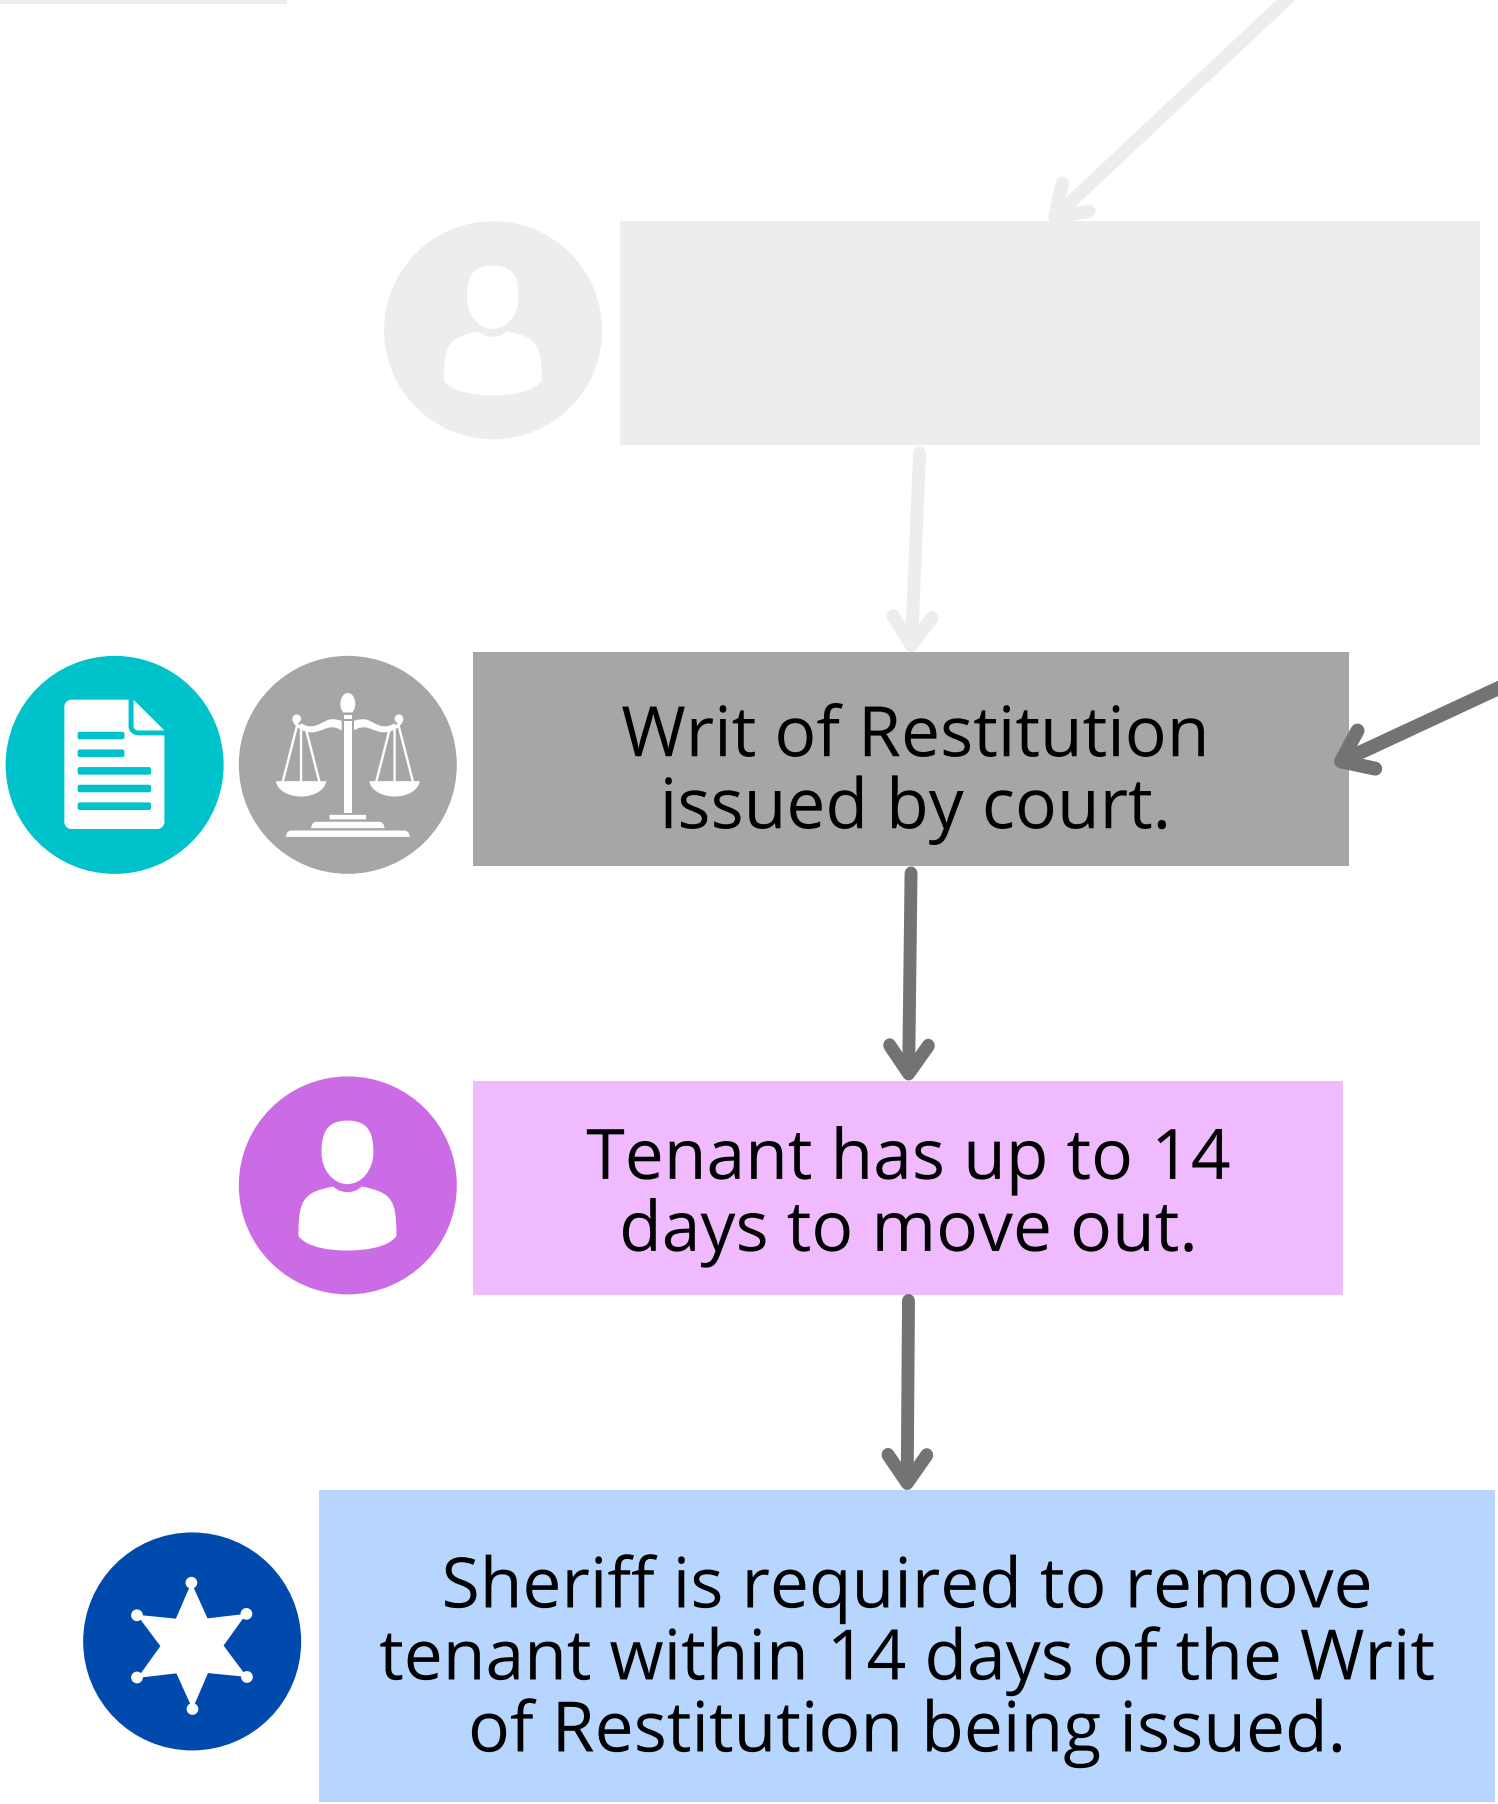 Writ of Restitution
issued by court.
Tenant has up to 14
days to move out.
Sheriff is required to remove
tenant within 14 days of the Writ
of Restitution being issued.